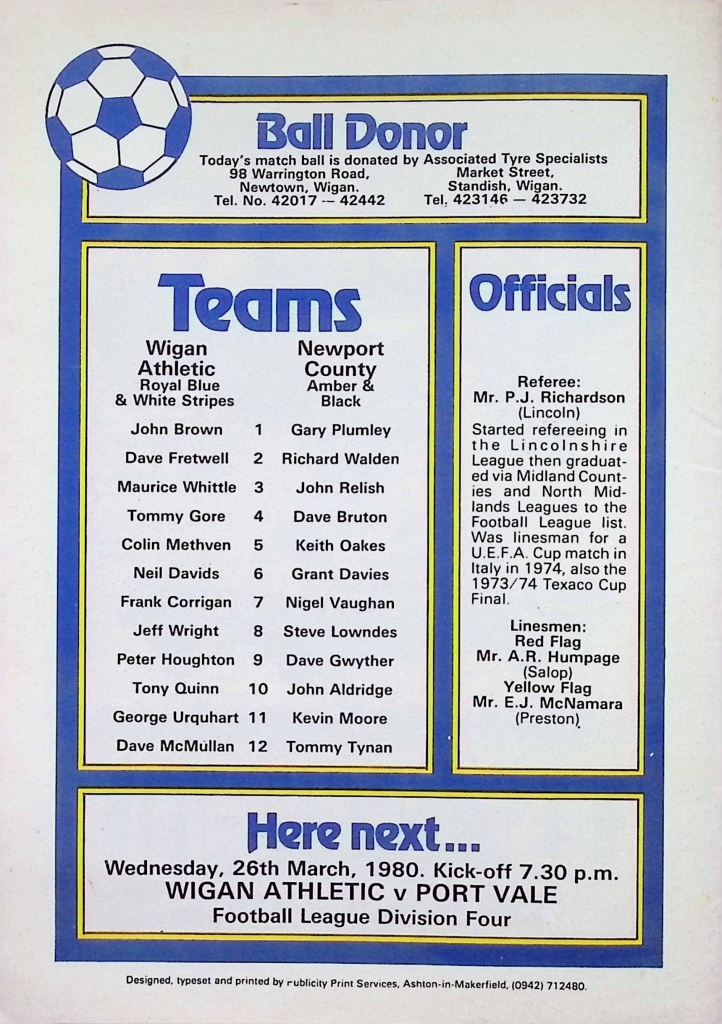 Ball Donor
Today's match ball is donated by Associated Tyre Specialists
98 Warrington Road,
Newtown, Wigan.
Tel. No. 42017 -- 42442
Market Street,
Standish, Wigan.
Tel. 423146 — 423732
Teams
Wigan
Athletic
Royal Blue
& White Stripes
Newport
County
Amber &
Black
John Brown 1 Gary Plumley
Dave Fretwell 2 Richard Walden
Maurice Whittle 3 John Relish
Tommy Gore 4 Dave Bruton
Colin Methven 5 Keith Oakes
Neil Davids 6 Grant Davies
Frank Corrigan 7 Nigel Vaughan
Jeff Wright 8 Steve Lowndes
Peter Houghton 9 Dave Gwyther
Tony Quinn 10 John Aldridge
George Urquhart 11 Kevin Moore
Dave McMullan 12 Tommy Tynan
Officials
Referee:
Mr. P.J. Richardson
(Lincoln)
Started refereeing in
the Lincolnshire
League then graduat-
ed via Midland Count-
ies and North Mid-
lands Leagues to the
Football League list.
Was linesman for a
U.E.F.A. Cup match in
Italy in 1974, also the
1973/74 Texaco Cup
Final.
Linesmen:
Red Flag
Mr. A.R. Humpage
(Salop)
Yellow Flag
Mr. E.J. McNamara
(Preston)
Here next...
Wednesday, 26th March, 1980. Kick-off 7.30 p.m.
WIGAN ATHLETIC v PORT VALE
Football League Division Four
Designed, typeset and printed by Publicity Print Services, Ashton-in-Makerfield, (0942) 712480.